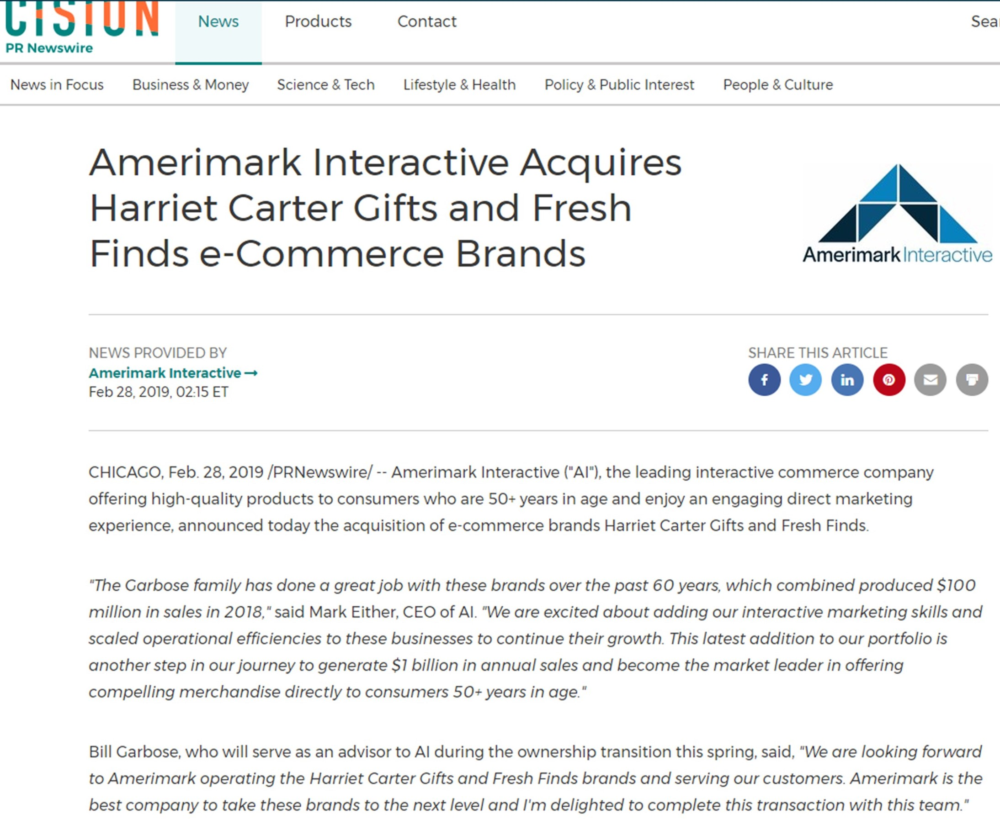 CISION
PR Newswire
News Products Contact
News in Focus Business & Money Science & Tech Lifestyle & Health Policy & Public Interest People & Culture
Amerimark Interactive Acquires
Harriet Carter Gifts and Fresh
Finds e-Commerce Brands
Amerimark Interactive
NEWS PROVIDED BY
Amerimark Interactive →
Feb 28, 2019, 02:15 ET
SHARE THIS ARTICLE
CHICAGO, Feb. 28, 2019 /PRNewswire/ -- Amerimark Interactive ("AI"), the leading interactive commerce company
offering high-quality products to consumers who are 50+ years in age and enjoy an engaging direct marketing
experience, announced today the acquisition of e-commerce brands Harriet Carter Gifts and Fresh Finds.
"The Garbose family has done a great job with these brands over the past 60 years, which combined produced $100
million in sales in 2018," said Mark Either, CEO of AI. "We are excited about adding our interactive marketing skills and
scaled operational efficiencies to these businesses to continue their growth. This latest addition to our portfolio is
another step in our journey to generate $1 billion in annual sales and become the market leader in offering
compelling merchandise directly to consumers 50+ years in age."
Bill Garbose, who will serve as an advisor to AI during the ownership transition this spring, said, "We are looking forward
to Amerimark operating the Harriet Carter Gifts and Fresh Finds brands and serving our customers. Amerimark is the
best company to take these brands to the next level and I'm delighted to complete this transaction with this team."